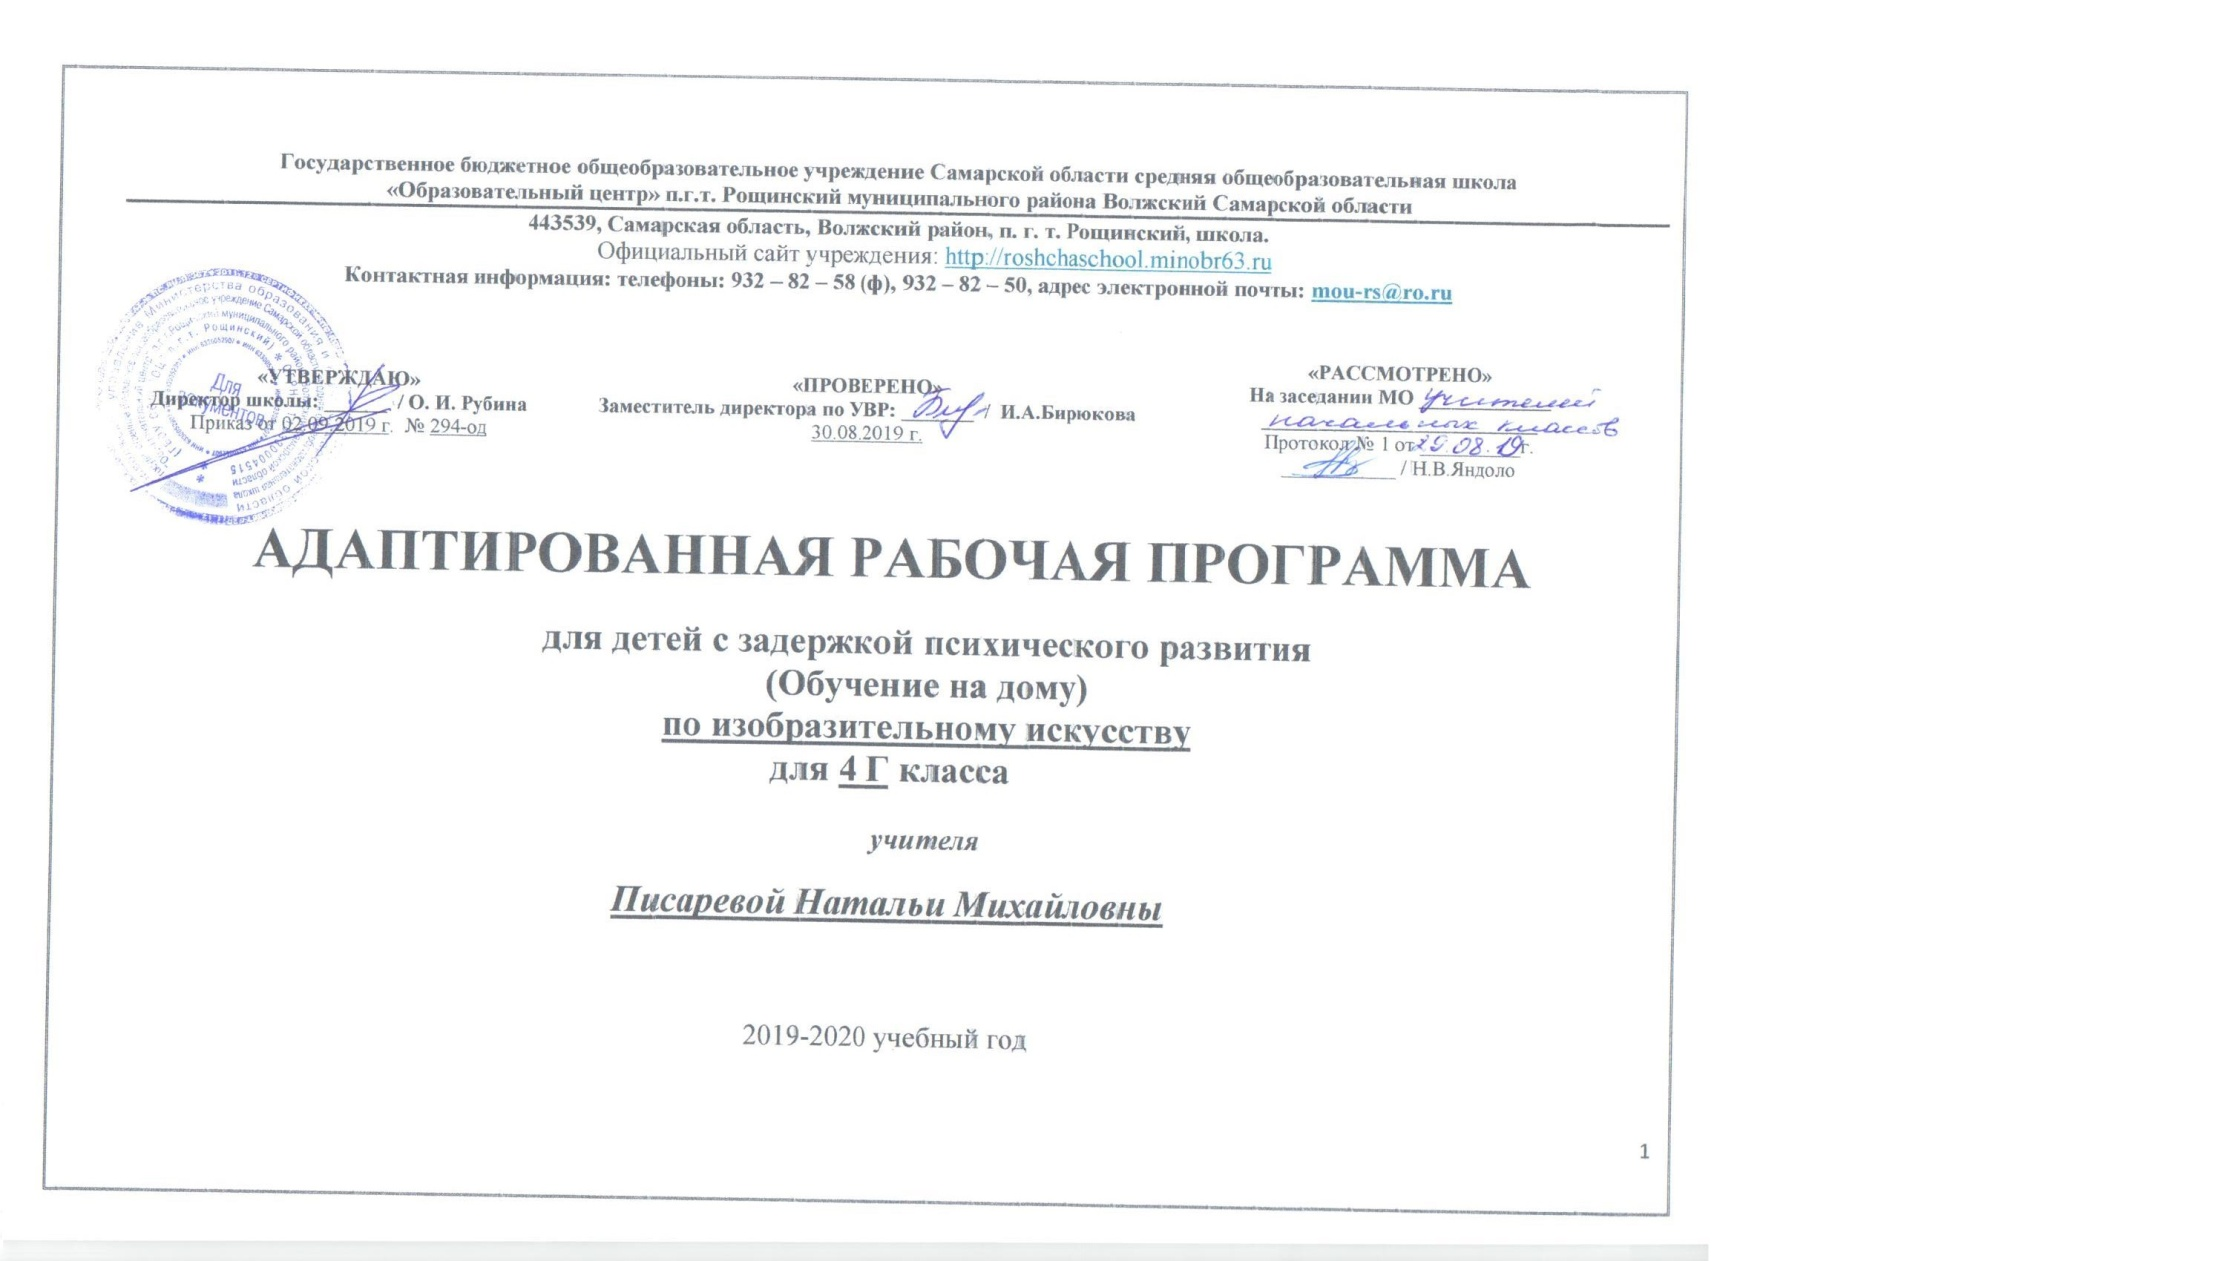 Государственное бюджетное общеобразовательное учреждение Самарской области средняя общеобразовательная школа
«Образовательный центр» п.г.т. Рощинский муниципального района Волжский Самарской области
443539, Самарская область, Волжский район, п. г. т. Рощинский, школа.
Официальный сайт учреждения: http://roshchaschool.minobr63.ru
Контактная информация: телефоны: 932 – 82 – 58 (ф), 932 – 82 – 50, адрес электронной почты: mou-rs@ro.ru
«УТВЕРЖДАЮ»
Директор школы: / О. И. Рубина
Приказ от 02.09.2019 г. № 294-од
Для документов
«ПРОВЕРЕНО»
Заместитель директора по УВР: / И.А.Бирюкова
30.08.2019 г.
«РАССМОТРЕНО»
На заседании МО учителей
начальных классов
Протокол № 1 от 29.08.19 г.
/ Н.В.Яндоло
АДАПТИРОВАННАЯ РАБОЧАЯ ПРОГРАММА
для детей с задержкой психического развития
(Обучение на дому)
по изобразительному искусству
для 4 Г класса
учителя
Писаревой Натальи Михайловны
2019-2020 учебный год
1